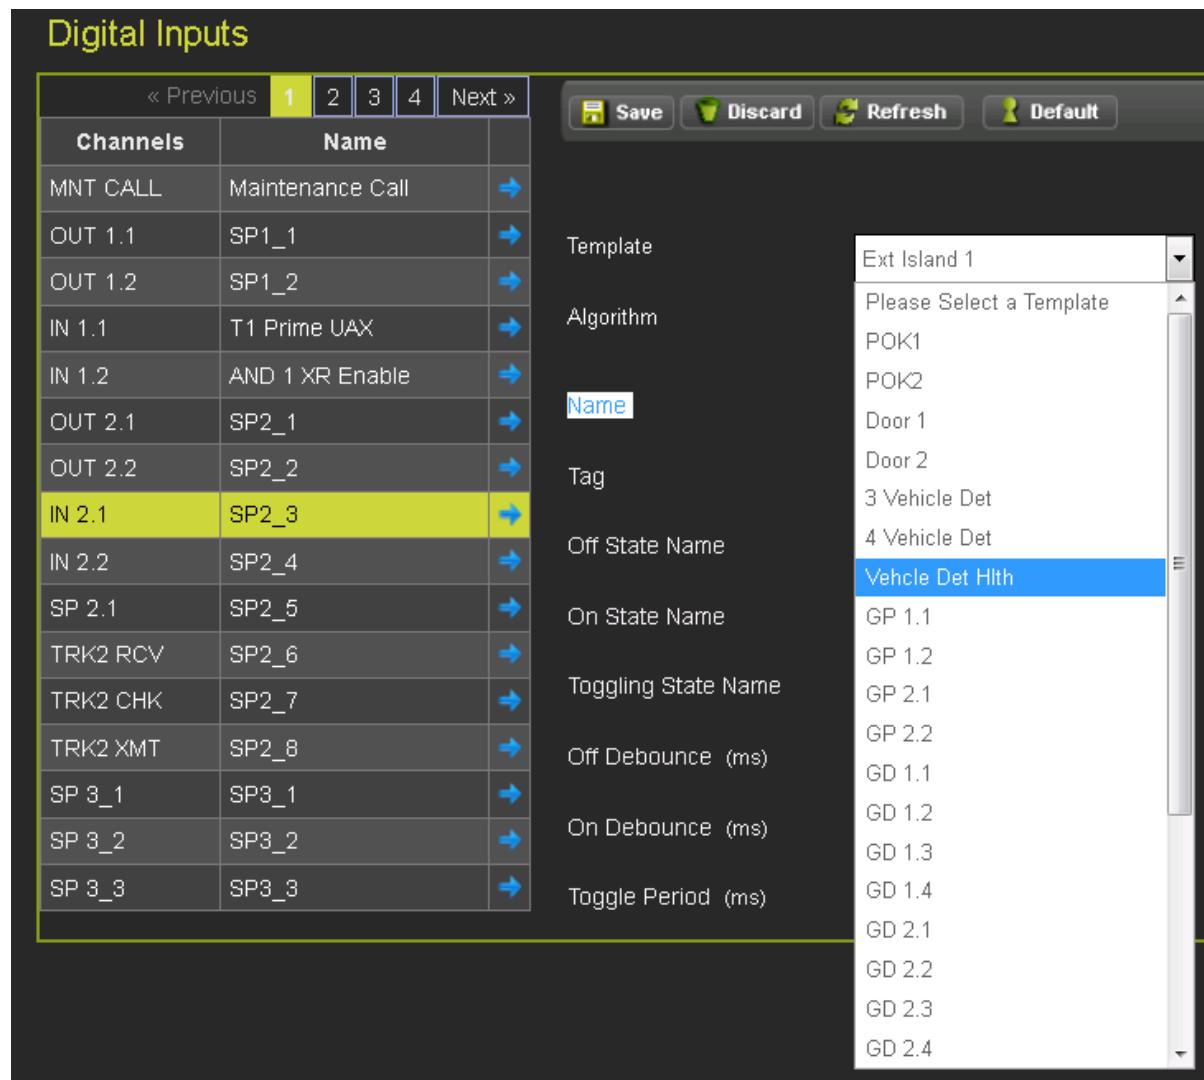 Digital Inputs
« Previous 1 2 3 4 Next »
Save Discard Refresh Default
Channels Name
MNT CALL Maintenance Call
OUT 1.1 SP1_1
OUT 1.2 SP1_2
IN 1.1 T1 Prime UAX
IN 1.2 AND 1 XR Enable
OUT 2.1 SP2_1
OUT 2.2 SP2_2
IN 2.1 SP2_3
IN 2.2 SP2_4
SP 2.1 SP2_5
TRK2 RCV SP2_6
TRK2 CHK SP2_7
TRK2 XMT SP2_8
SP 3_1 SP3_1
SP 3_2 SP3_2
SP 3_3 SP3_3
Template
Algorithm
Name
Tag
Off State Name
On State Name
Toggling State Name
Off Debounce (ms)
On Debounce (ms)
Toggle Period (ms)
Ext Island 1
Please Select a Template
POK1
POK2
Door 1
Door 2
3 Vehicle Det
4 Vehicle Det
Vehcle Det Hlth
GP 1.1
GP 1.2
GP 2.1
GP 2.2
GD 1.1
GD 1.2
GD 1.3
GD 1.4
GD 2.1
GD 2.2
GD 2.3
GD 2.4